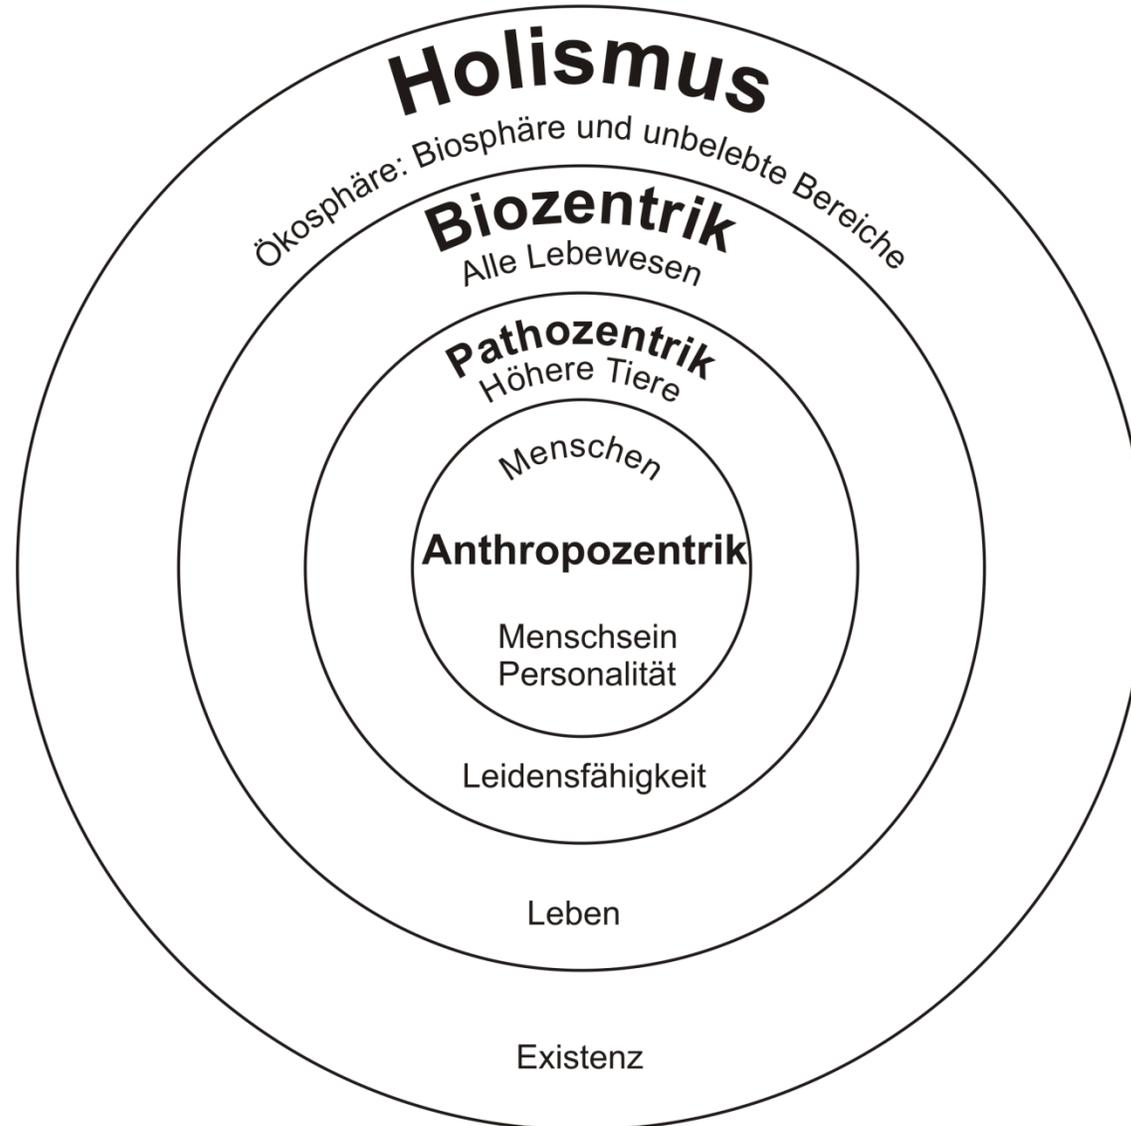 Holismus
Ökosphäre: Biosphäre und unbelebte Bereiche
Biozentrik
Alle Lebewesen
Pathozentrik
Höhere Tiere
Menschen
Anthropozentrik
Menschsein
Personalität
Leidensfähigkeit
Leben
Existenz